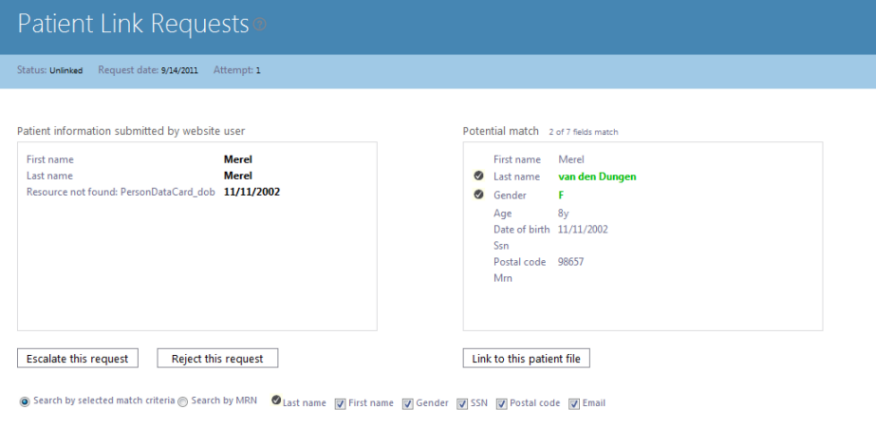 Patient Link Requests ?
Status: Unlinked Request date: 9/14/2011 Attempt: 1
Patient information submitted by website user
First name Merel
Last name Merel
Resource not found: PersonDataCard_dob 11/11/2002
Potential match 2 of 7 fields match
First name Merel
Last name van den Dungen
Gender F
Age 8y
Date of birth 11/11/2002
Ssn
Postal code 98657
Mrn
Escalate this request Reject this request
Link to this patient file
Search by selected match criteria Search by MRN Last name First name Gender SSN Postal code Email